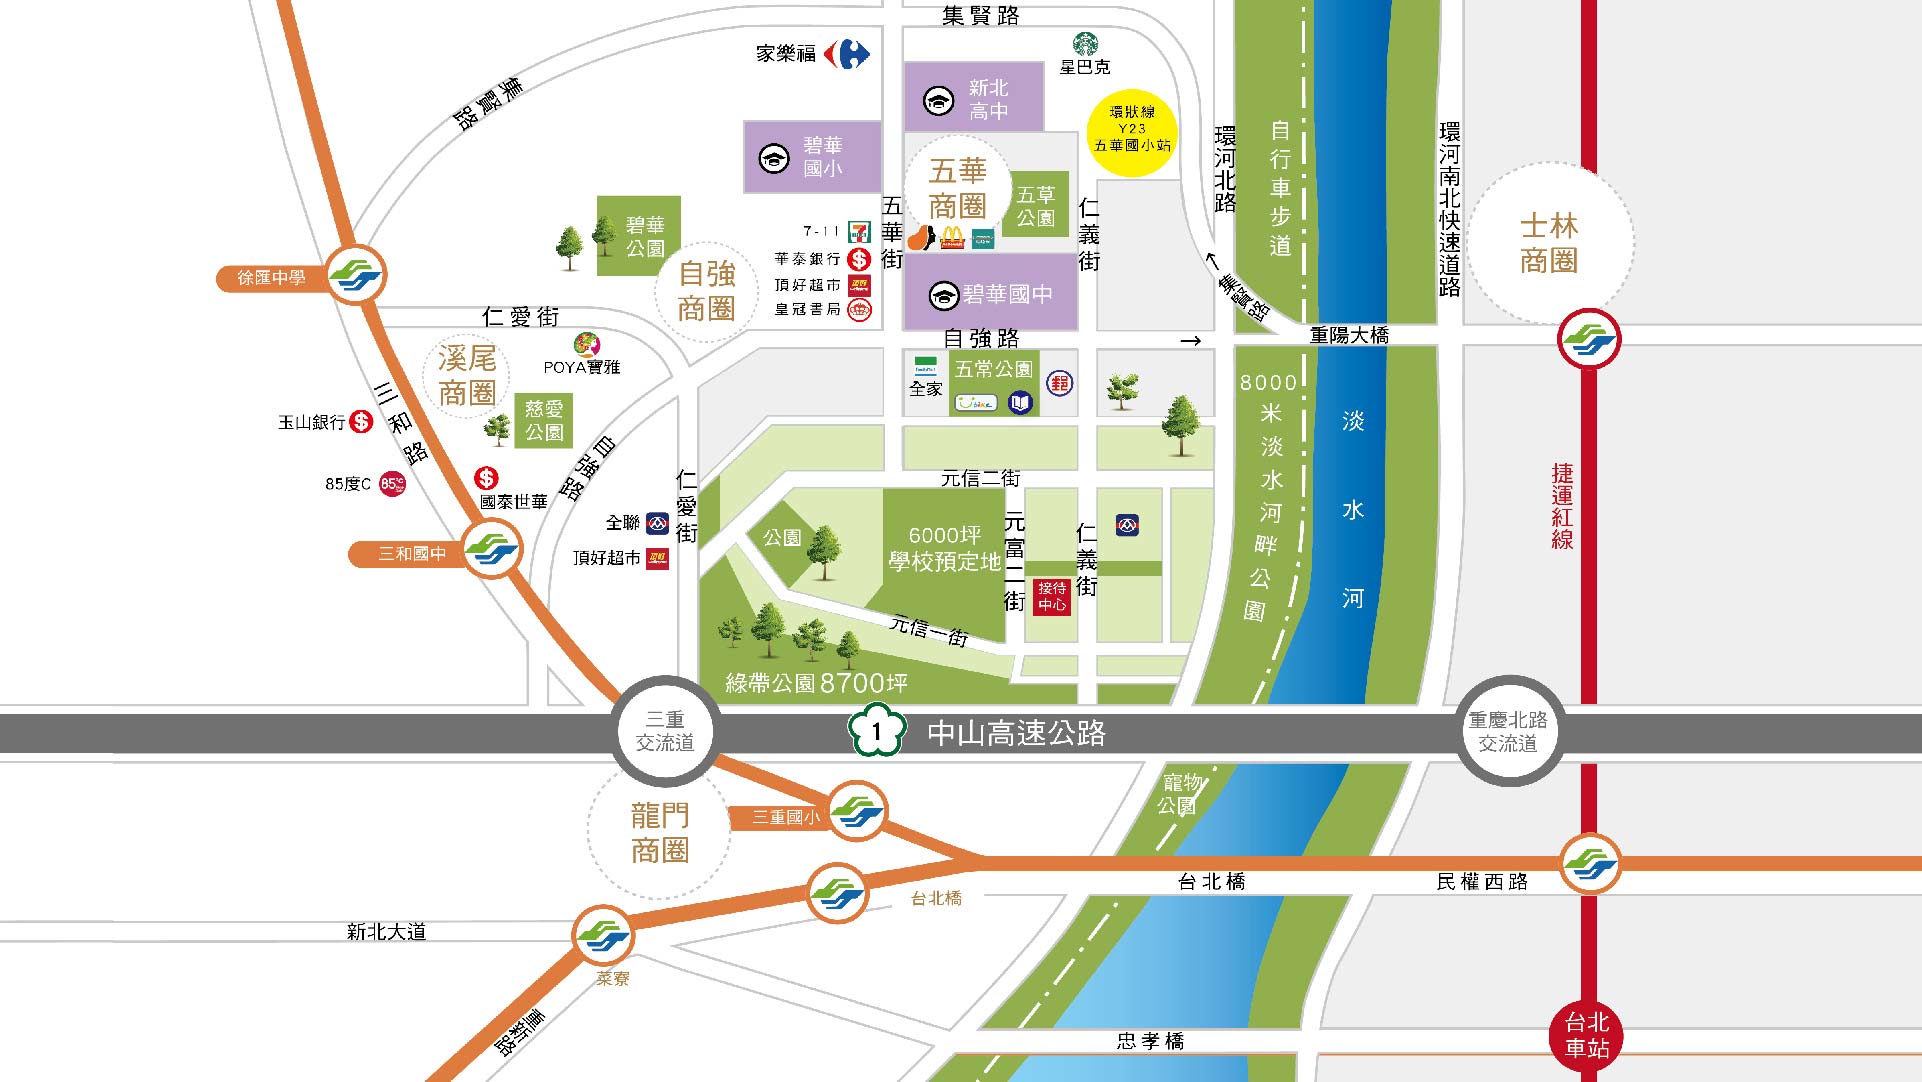 集賢路
家樂福
星巴克
新北
高中
環狀線
Y23
五華國小站
集賢路
碧華
國小
五華
商圈
五草
公園
五華街
仁義街
環河北路
自行車步道
環河南北快速道路
士林
商圈
碧華
公園
7-11
華泰銀行
頂好超市
皇冠書局
自強
商圈
徐匯中學
碧華國中
集賢路
仁愛街
自強路
重陽大橋
溪尾
商圈
POYA寶雅
全家
五常公園
郵
慈愛
公園
三和路
玉山銀行
85度C
85°C
國泰世華
自強路
仁愛街
8000米淡水河畔公園
淡水河
捷運紅線
元信二街
全聯
頂好超市
三和國中
公園
6000坪
學校預定地
元富二街
仁義街
接待
中心
元信一街
綠帶公園8700坪
三重
交流道
1
中山高速公路
重慶北路
交流道
龍門
商圈
三重國小
寵物
公園
台北橋
台北橋
民權西路
新北大道
菜寮
重新路
忠孝橋
台北
車站